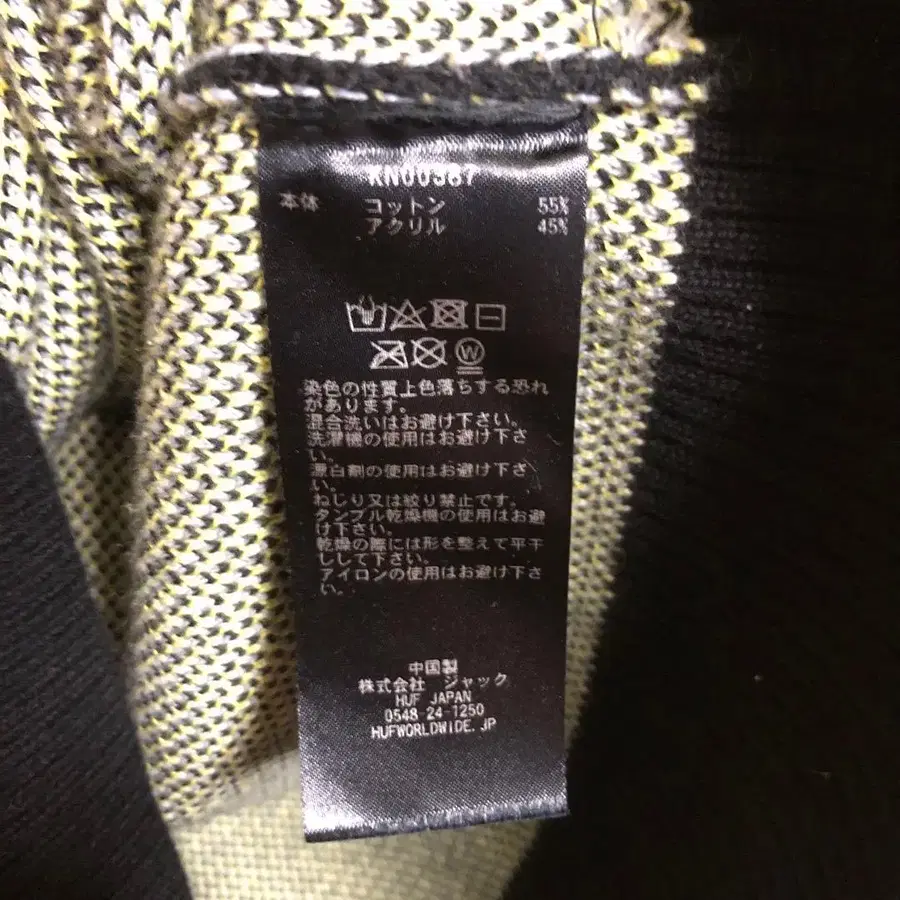 KN00387
本体 コットン 55%
アクリル 45%
W
染色の性質上色落ちする恐れ
があります。
混合洗いはお避け下さい。
洗濯機の使用はお避け下さ
い。
漂白剤の使用はお避け下さ
い。
ねじり又は絞り禁止です。
タンブル乾燥機の使用はお避
け下さい。
乾燥の際には形を整えて平干
しして下さい。
アイロンの使用はお避け下さ
い。
中国製
株式会社 ジャック
HUF JAPAN
0548-24-1250
HUFWORLDWIDE.JP